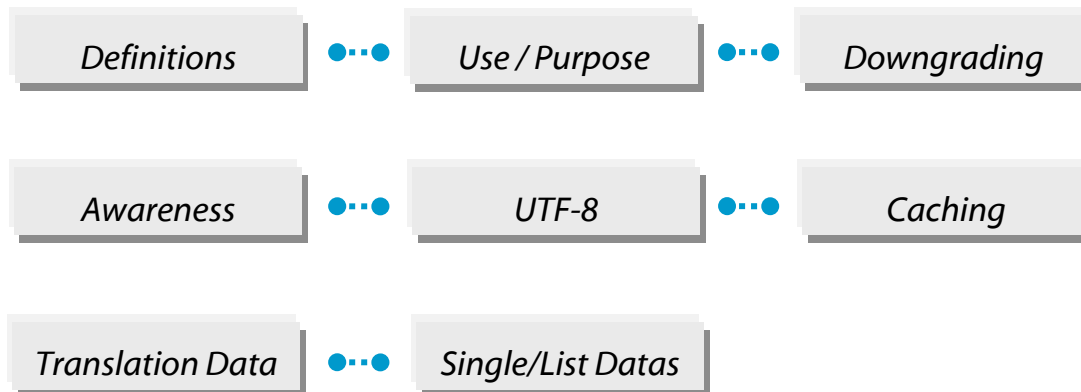 Definitions
Use / Purpose
Downgrading
Awareness
UTF-8
Caching
Translation Data
Single/List Datas